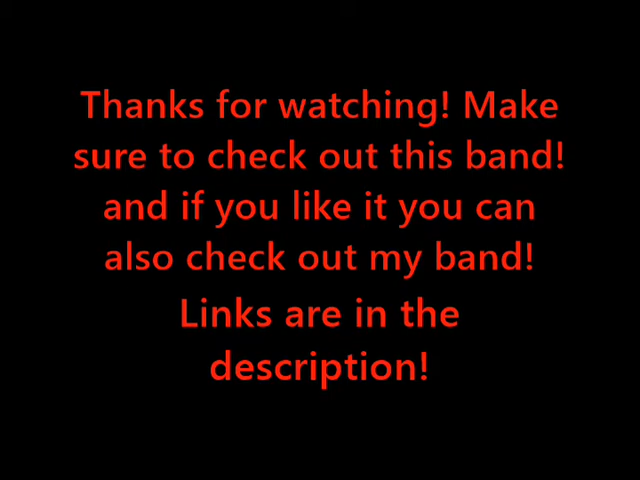 Thanks for watching! Make
sure to check out this band!
and if you like it you can
also check out my band!
Links are in the
description!